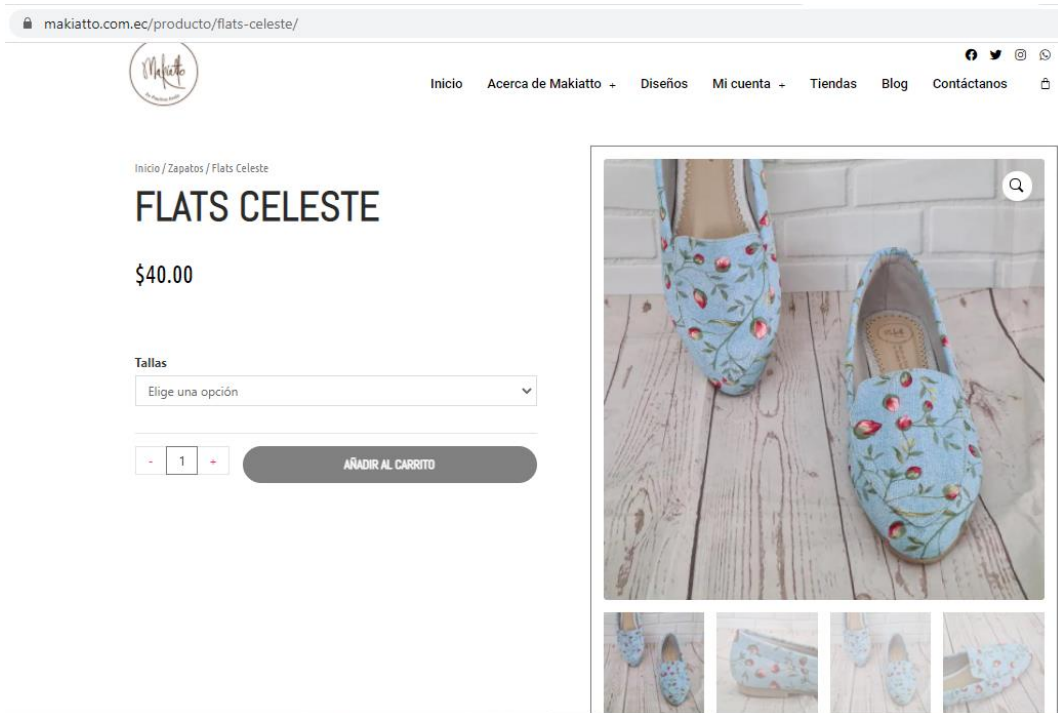 makiatto.com.ec/producto/flats-celeste/
Makiatto
Inicio Acerca de Makiatto + Diseños Mi cuenta + Tiendas Blog Contáctanos
Inicio / Zapatos / Flats Celeste
FLATS CELESTE
$40.00
Tallas
Elige una opción
- 1 +
AÑADIR AL CARRITO